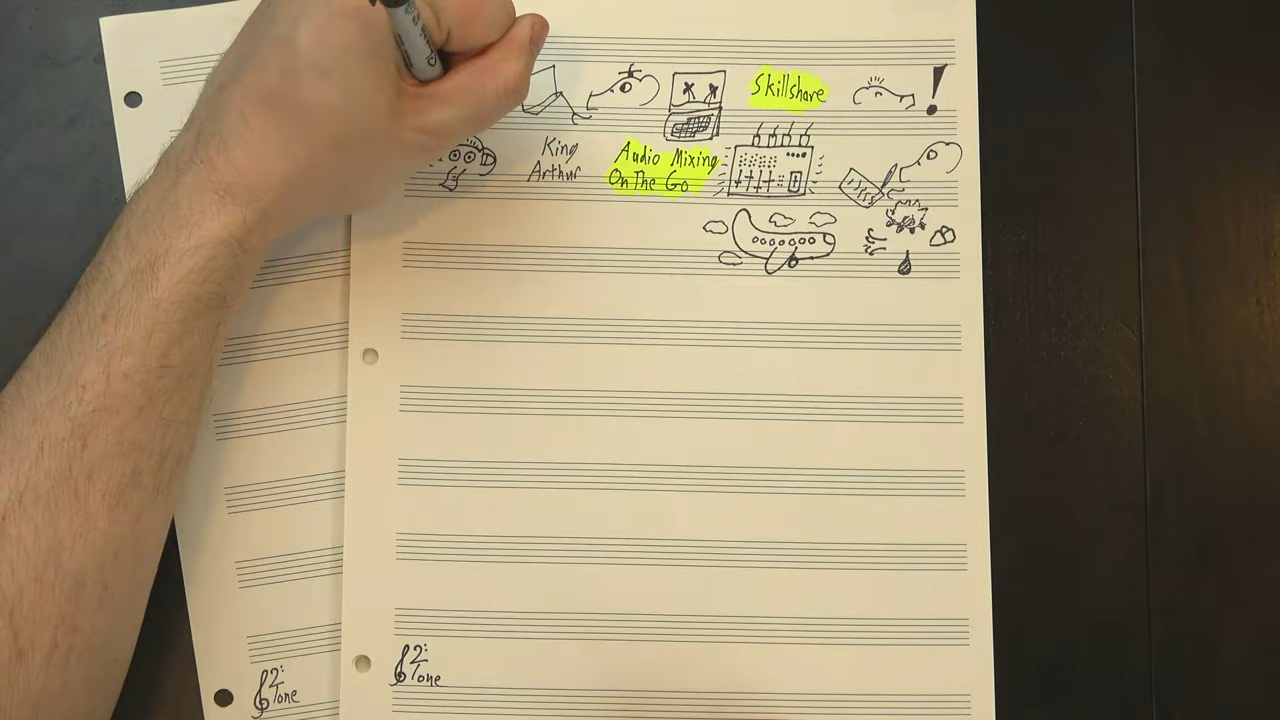 Skillshare
!
King
Arthur
Audio Mixing
On The Go
12:
Tone
12:
Tone